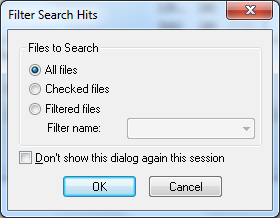 Filter Search Hits
Files to Search
All files
Checked files
Filtered files
Filter name:
Don't show this dialog again this session
OK
Cancel